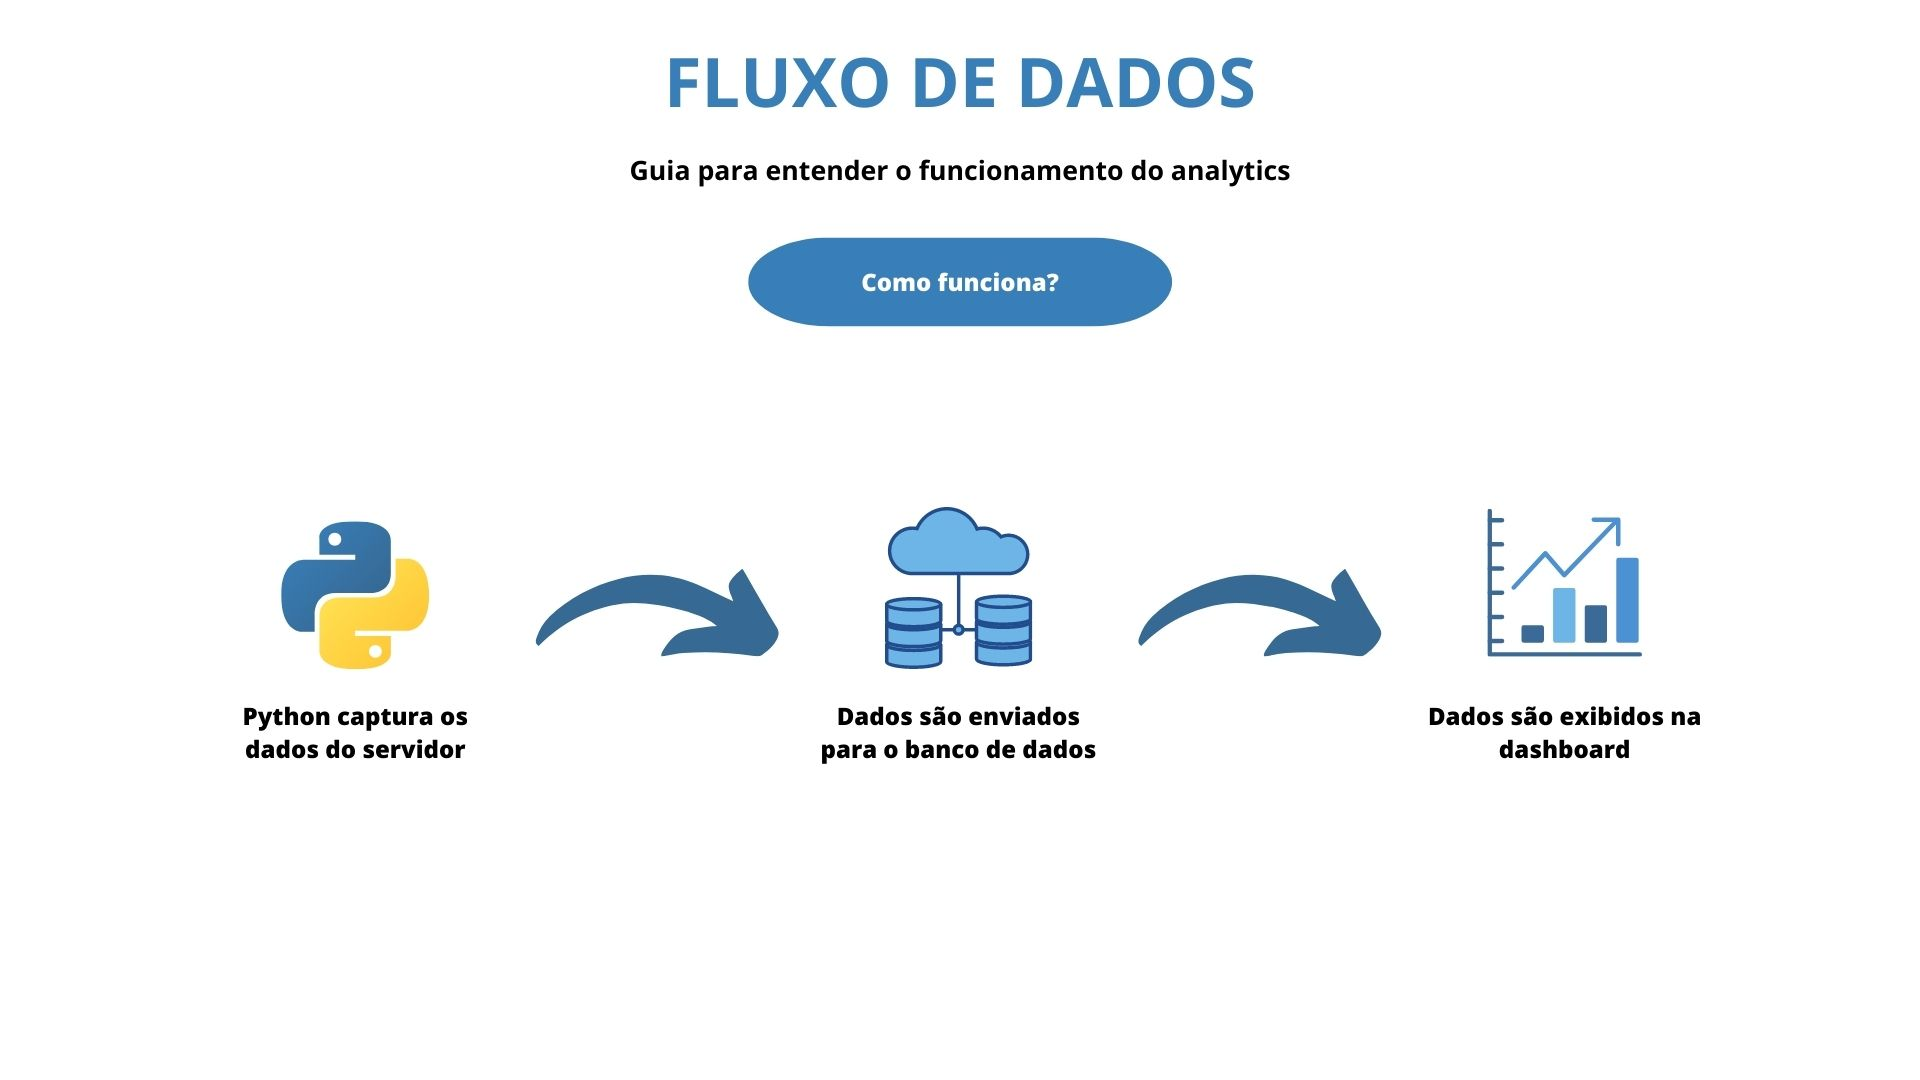 FLUXO DE DADOS
Guia para entender o funcionamento do analytics
Como funciona?
Python captura os
dados do servidor
Dados são enviados
para o banco de dados
Dados são exibidos na
dashboard